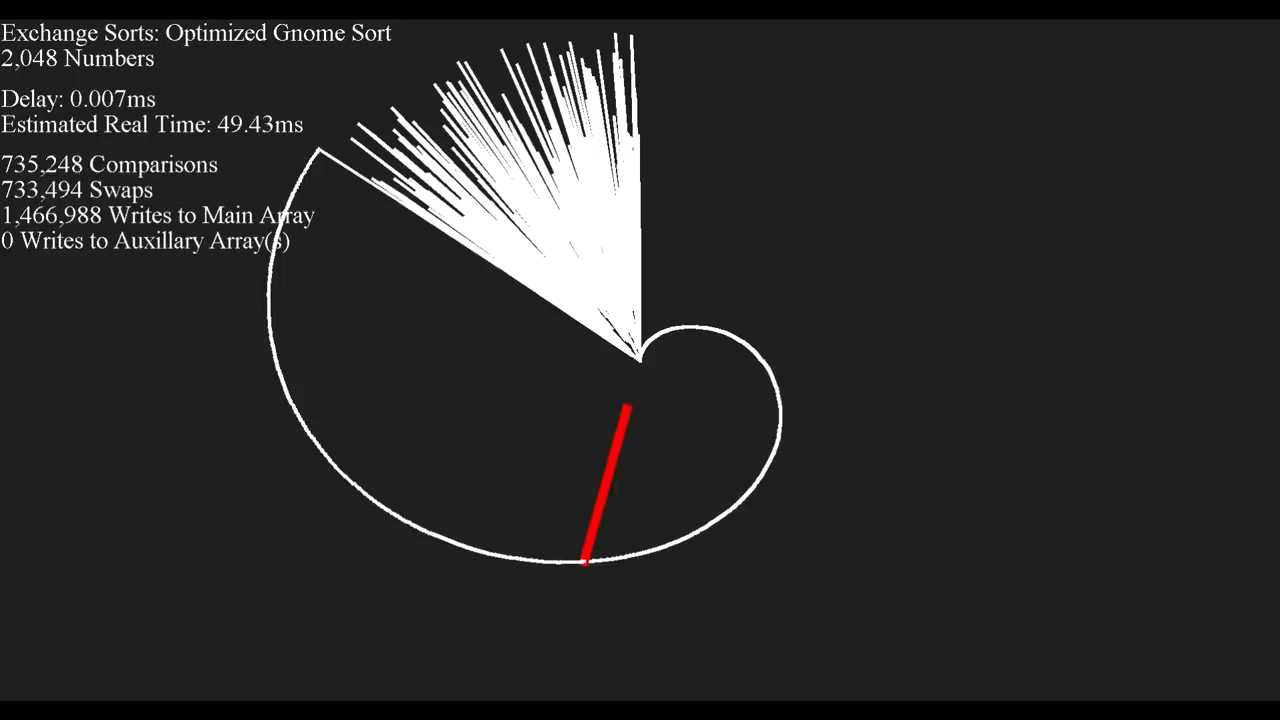 Exchange Sorts: Optimized Gnome Sort
2,048 Numbers
Delay: 0.007ms
Estimated Real Time: 49.43ms
735,248 Comparisons
733,494 Swaps
1,466,988 Writes to Main Array
0 Writes to Auxillary Array(s)